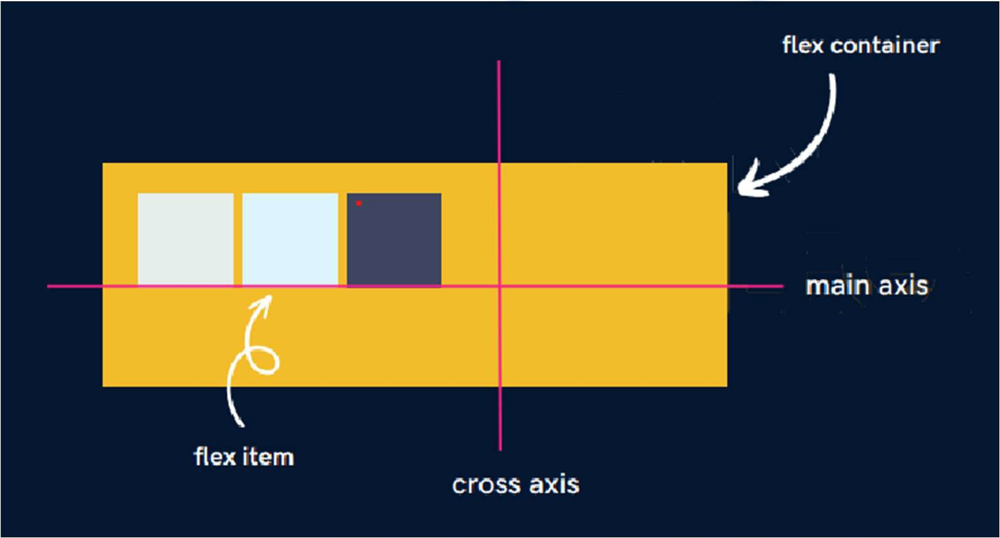 flex container
main axis
flex item
cross axis